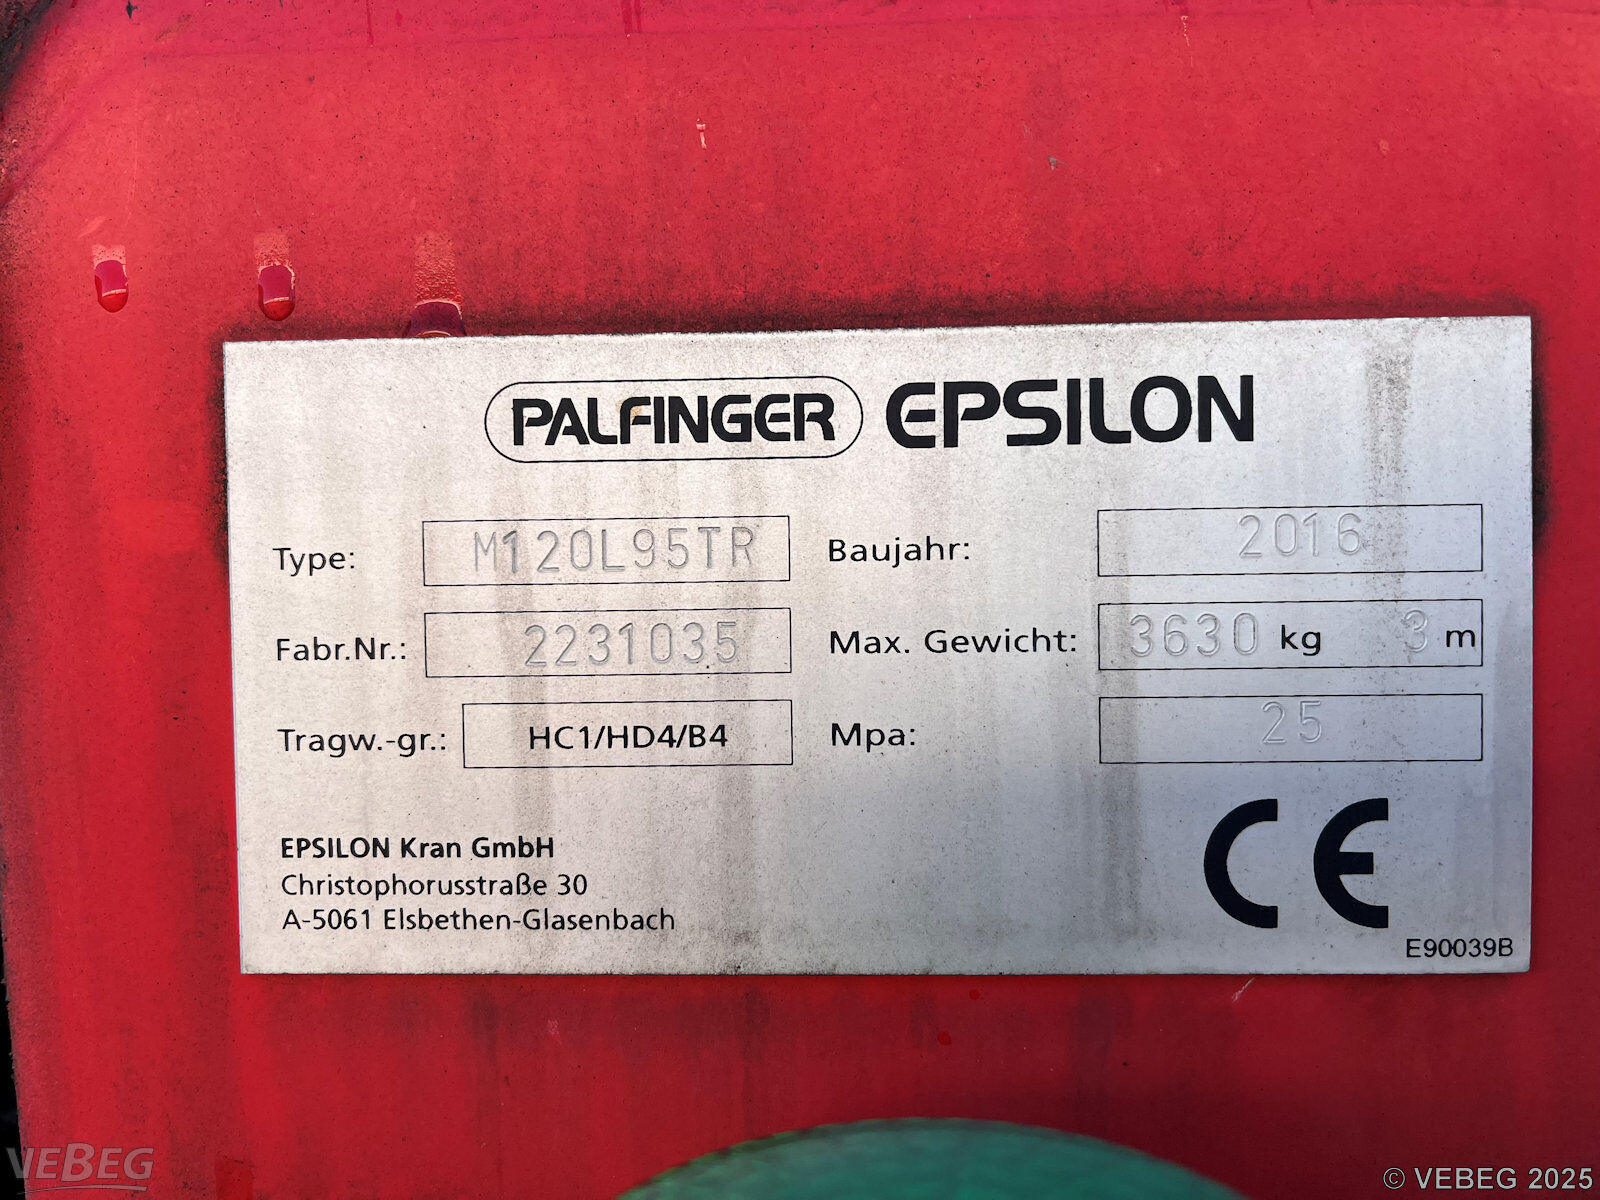 PALFINGER EPSILON
Type: M120L95TR Baujahr: 2016
Fabr.Nr.: 2231035 Max. Gewicht: 3630 kg 3 m
Tragw.-gr.: HC1/HD4/B4 Mpa: 25
EPSILON Kran GmbH
Christophorusstraße 30
A-5061 Elsbethen-Glasenbach
CE
E90039B
VEBEG
© VEBEG 2025